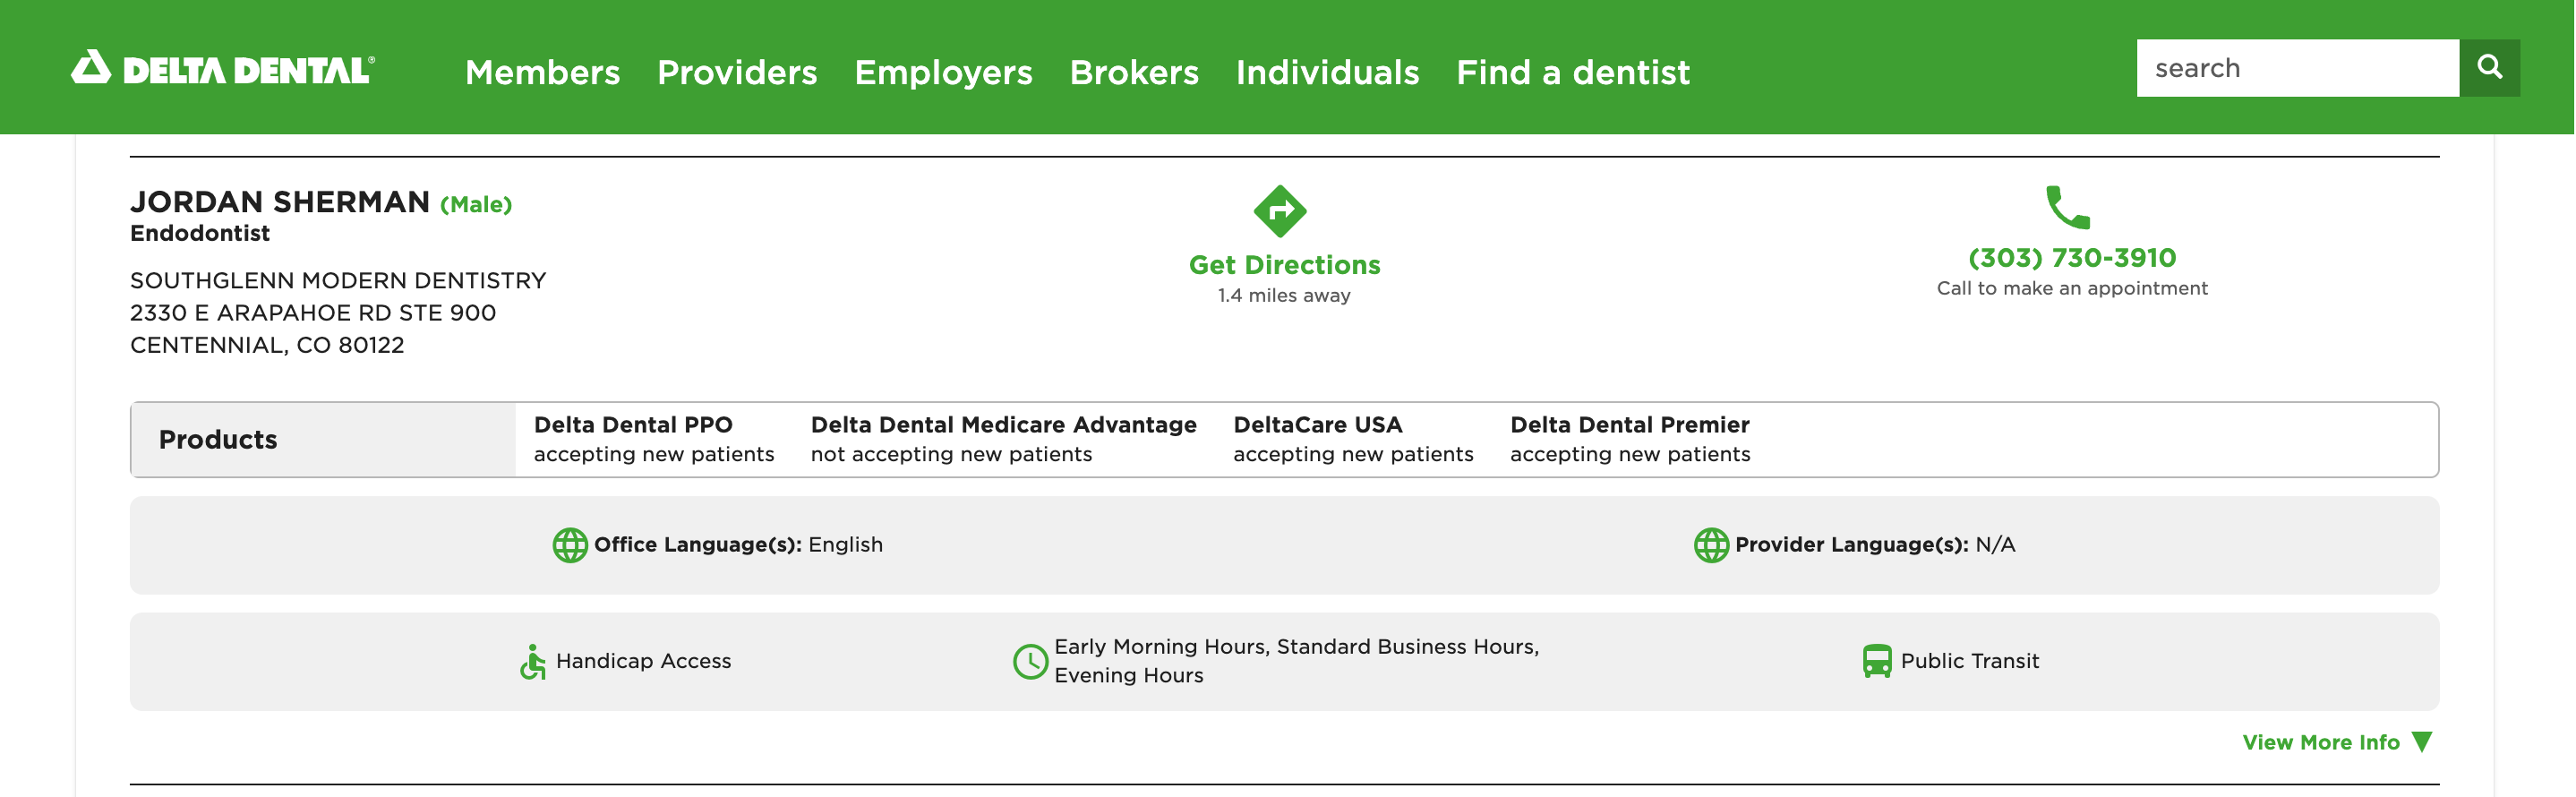 DELTA DENTAL®
Members Providers Employers Brokers Individuals Find a dentist
search
JORDAN SHERMAN (Male)
Endodontist
SOUTHGLENN MODERN DENTISTRY
2330 E ARAPAHOE RD STE 900
CENTENNIAL, CO 80122
Get Directions
1.4 miles away
(303) 730-3910
Call to make an appointment
Products
Delta Dental PPO
accepting new patients
Delta Dental Medicare Advantage
not accepting new patients
DeltaCare USA
accepting new patients
Delta Dental Premier
accepting new patients
Office Language(s): English
Provider Language(s): N/A
Handicap Access
Early Morning Hours, Standard Business Hours,
Evening Hours
Public Transit
View More Info